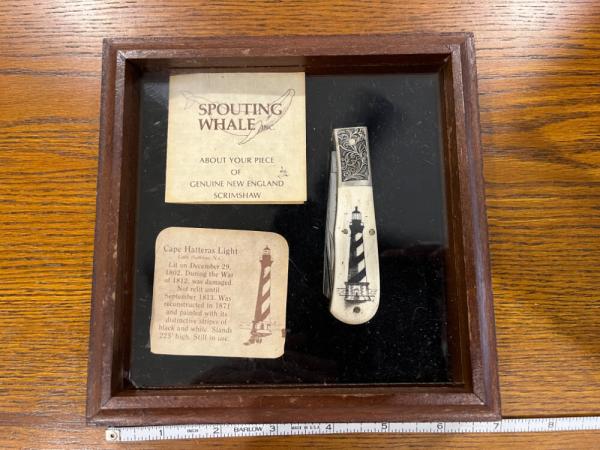 SPOUTING
WHALE INC.
ABOUT YOUR PIECE
OF
GENUINE NEW ENGLAND
SCRIMSHAW
Cape Hatteras Light
Lit on December 29,
1802. During the War
of 1812, was damaged.
Not relit until
September 1813. Was
reconstructed in 1871
and painted with its
distinctive stripes of
black and white. Stands
225' high. Still in use.
1 2 BARLOW 3 MADE IN U.S.A. 4 5 6 7 8